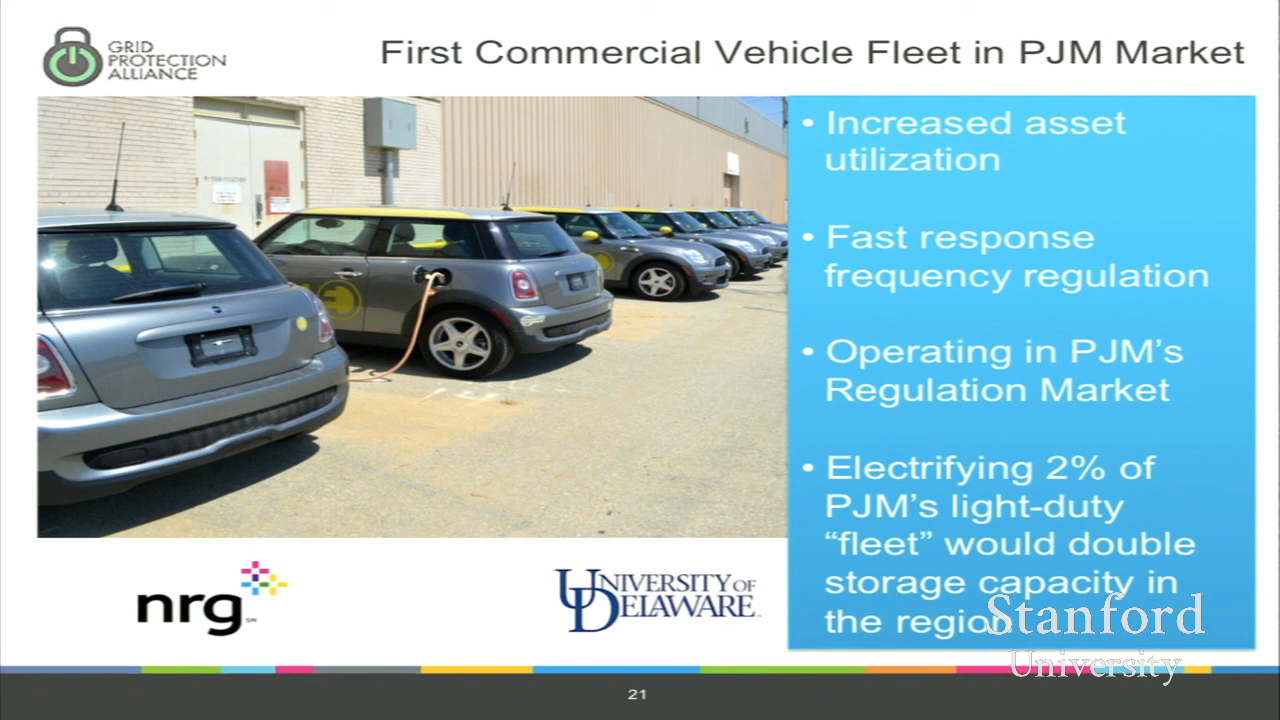 GRID
PROTECTION
ALLIANCE
First Commercial Vehicle Fleet in PJM Market
• Increased asset
utilization
• Fast response
frequency regulation
• Operating in PJM’s
Regulation Market
• Electrifying 2% of
PJM’s light-duty
“fleet” would double
storage capacity in
the region
nrg
SM
UNIVERSITY OF
DELAWARE
Stanford
University
21